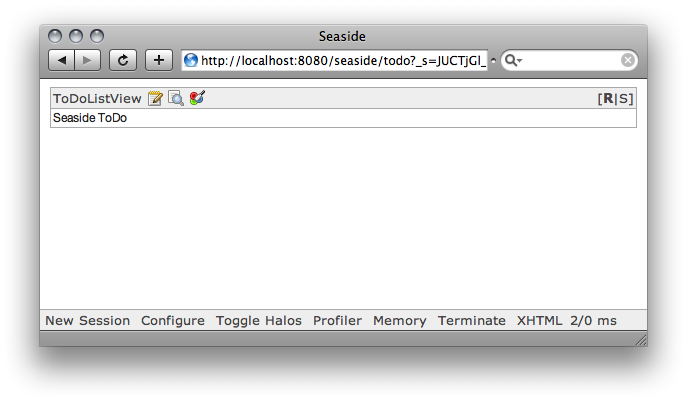 Seaside
http://localhost:8080/seaside/todo?_s=JUCTjGl_
ToDoListView [R|S]
Seaside ToDo
New Session Configure Toggle Halos Profiler Memory Terminate XHTML 2/0 ms